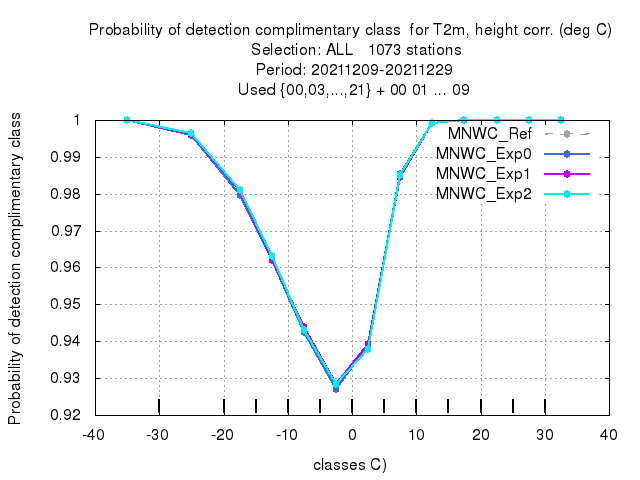 Probability of detection complimentary class  for T2m, height corr. (deg C)
Selection: ALL   1073 stations
Period: 20211209-20211229
Used {00,03,...,21} + 00 01 ... 09
Probability of detection complimentary class
1
0.99
0.98
0.97
0.96
0.95
0.94
0.93
0.92
MNWC_Ref
MNWC_Exp0
MNWC_Exp1
MNWC_Exp2
-40 -30 -20 -10 0 10 20 30 40
classes C)